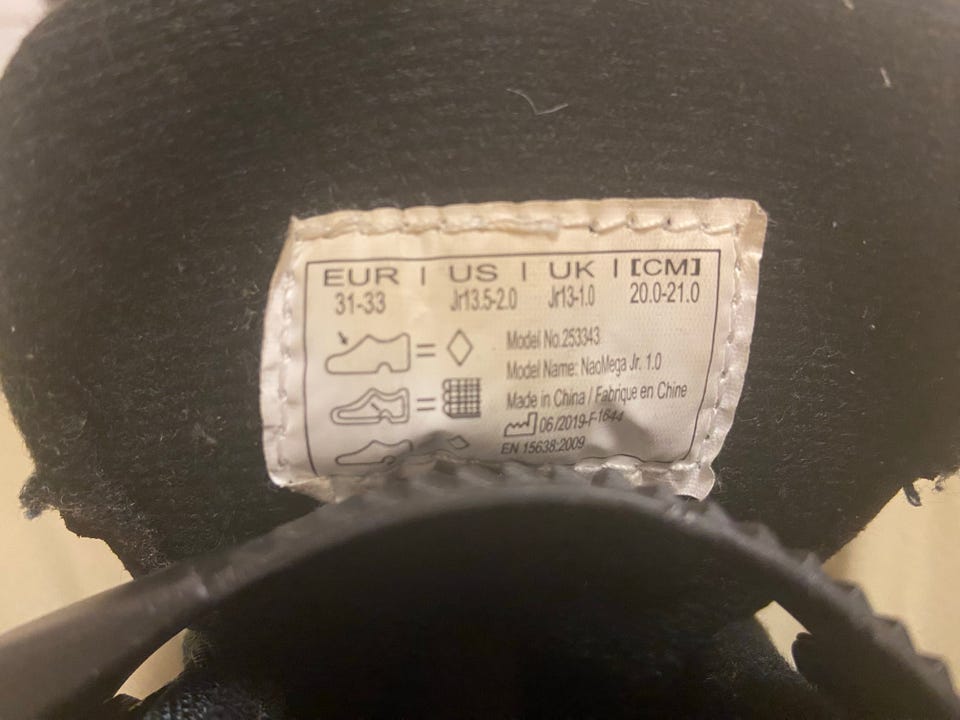 EUR | US | UK | [CM]
31-33 Jr13.5-2.0 Jr13-1.0 20.0-21.0
Model No.253343
Model Name: NaoMega Jr. 1.0
Made in China / Fabrique en Chine
06/2019-F-1644
EN 15638:2009